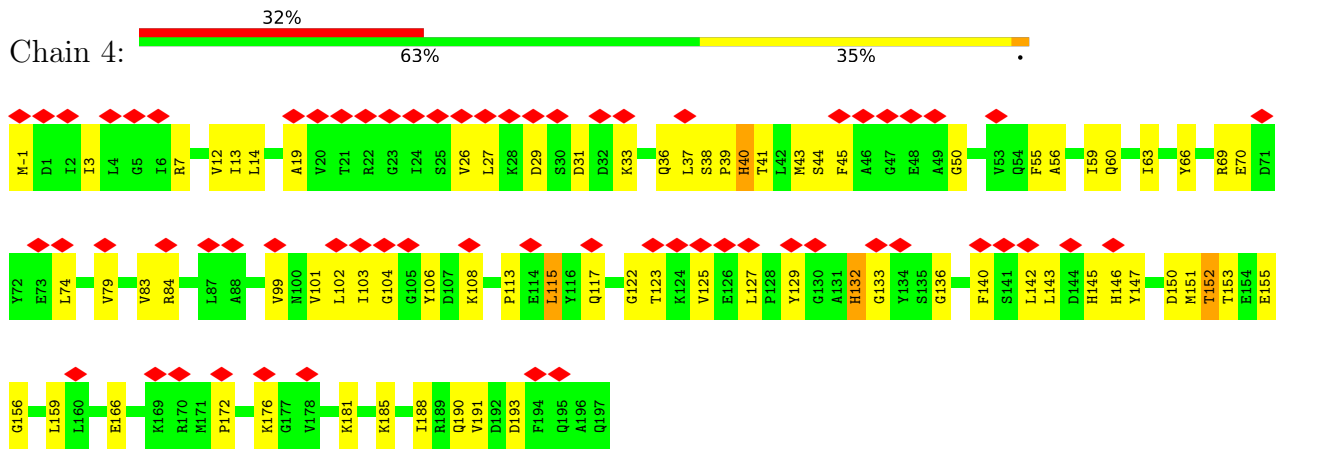 32%
Chain 4:
63% 35% .
M-1 D1 I2 I3 L4 G5 I6 R7 V12 I13 L14 A19 V20 T21 R22 G23 I24 S25 V26 L27 K28 D29 S30 D31 D32 K33 Q36 L37 S38 P39 H40 T41 L42 M43 S44 F45 A46 G47 E48 A49 G50 V53 Q54 F55 A56 I59 Q60 I63 Y66 R69 E70 D71
Y72 E73 L74 V79 V83 R84 L87 A88 V99 N100 V101 L102 I103 G104 G105 Y106 D107 K108 P113 E114 L115 Y116 Q117 G122 T123 K124 V125 E126 L127 P128 Y129 G130 A131 H132 G133 Y134 S135 G136 F140 S141 L142 L143 D144 H145 H146 Y147 D150 M151 T152 T153 E154 E155
G156 L159 L160 E166 K169 R170 M171 P172 K176 G177 V178 K181 K185 I188 R189 Q190 V191 D192 D193 F194 Q195 A196 Q197